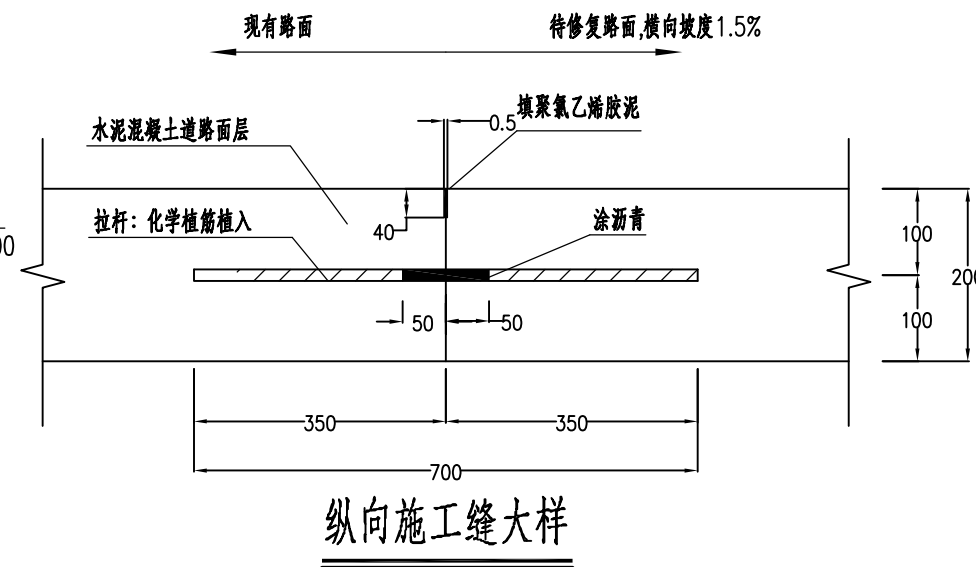 现有路面
待修复路面,横向坡度1.5%
填聚氯乙烯胶泥
0.5
水泥混凝土道路面层
拉杆：化学植筋植入
40
涂沥青
00
100
200
100
50
50
350
350
700
纵向施工缝大样